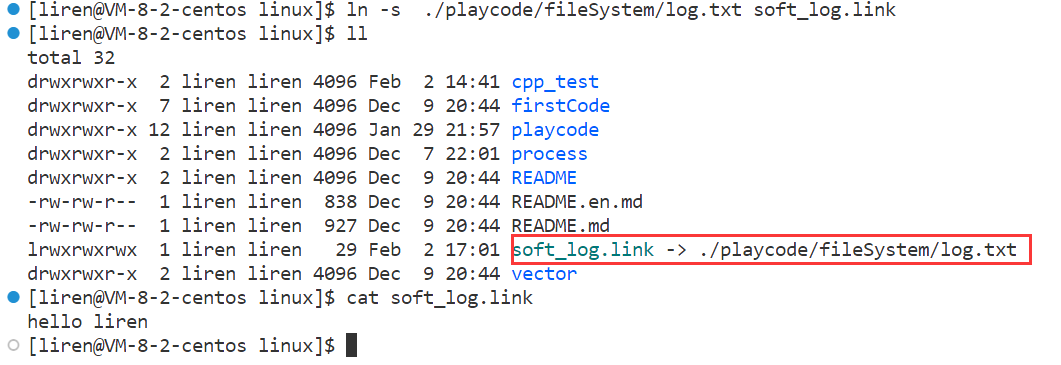 [liren@VM-8-2-centos linux]$ ln -s  ./playcode/fileSystem/log.txt soft_log.link
[liren@VM-8-2-centos linux]$ ll
total 32
drwxrwxr-x  2 liren liren 4096 Feb  2 14:41 cpp_test
drwxrwxr-x  7 liren liren 4096 Dec  9 20:44 firstCode
drwxrwxr-x 12 liren liren 4096 Jan 29 21:57 playcode
drwxrwxr-x  2 liren liren 4096 Dec  7 22:01 process
drwxrwxr-x  2 liren liren 4096 Dec  9 20:44 README
-rw-rw-r--  1 liren liren  838 Dec  9 20:44 README.en.md
-rw-rw-r--  1 liren liren  927 Dec  9 20:44 README.md
lrwxrwxrwx  1 liren liren   29 Feb  2 17:01 soft_log.link -> ./playcode/fileSystem/log.txt
drwxrwxr-x  2 liren liren 4096 Dec  9 20:44 vector
[liren@VM-8-2-centos linux]$ cat soft_log.link
hello liren
[liren@VM-8-2-centos linux]$